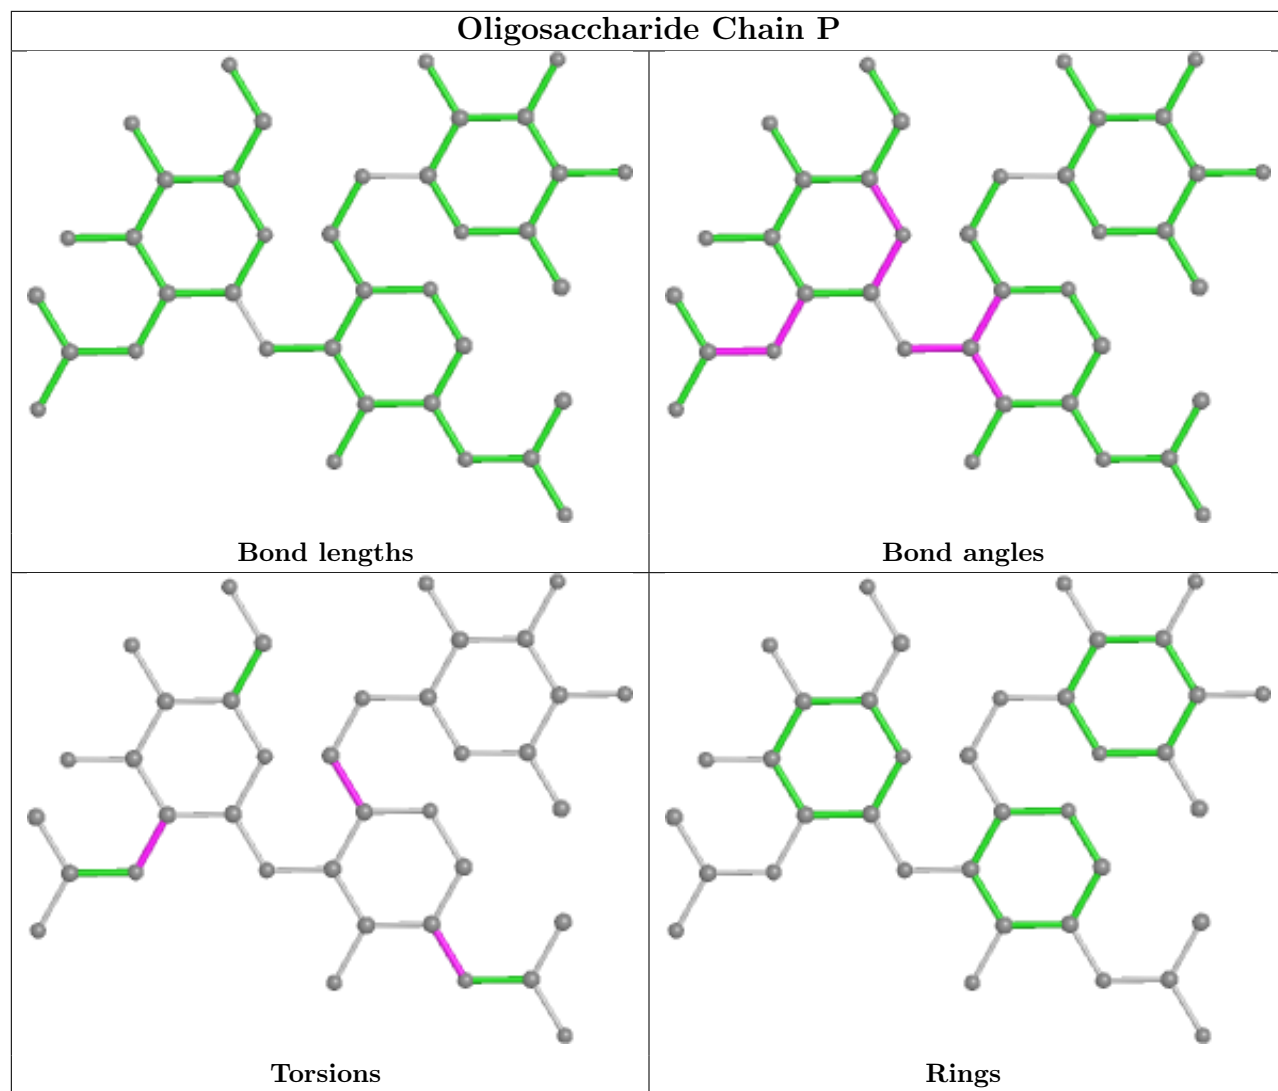 Oligosaccharide Chain P
Bond lengths
Bond angles
Torsions
Rings